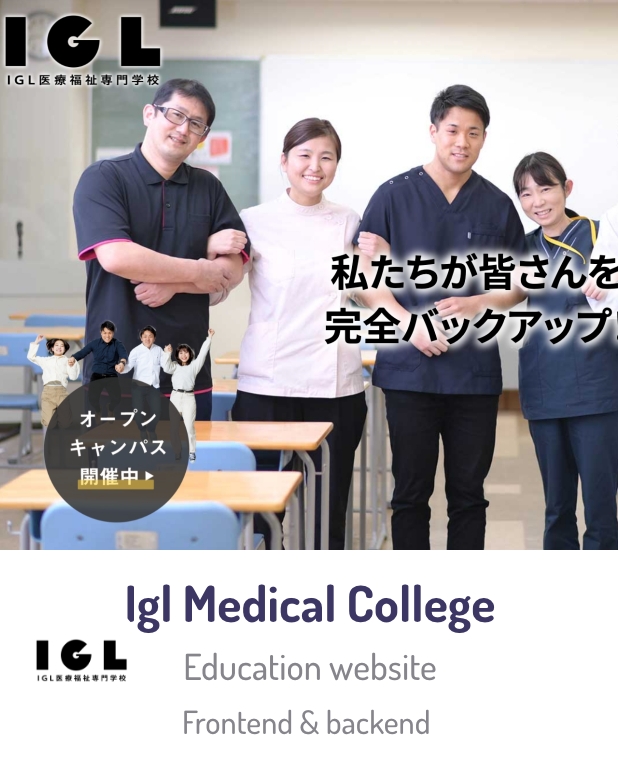 IGL
IGL医療福祉専門学校
私たちが皆さんを
完全バックアップ!
オープン
キャンパス
開催中
Igl Medical College
IGL
IGL医療福祉専門学校
Education website
Frontend & backend